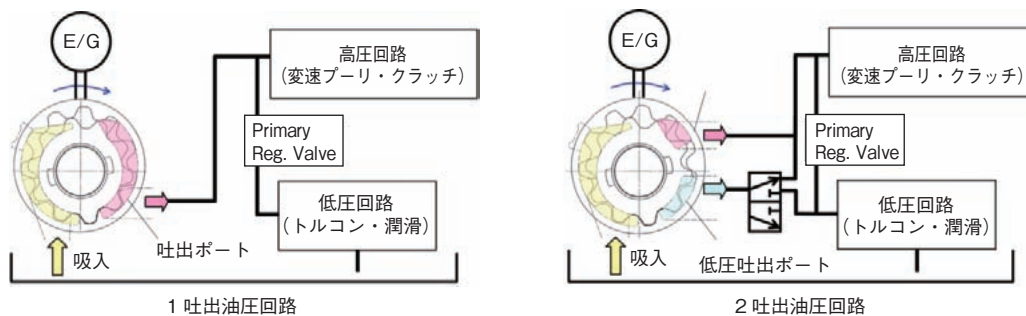 E/G
高圧回路
(変速プーリ・クラッチ)
Primary
Reg. Valve
低圧回路
(トルコン・潤滑)
吐出ポート
吸入
1 吐出油圧回路
E/G
高圧回路
(変速プーリ・クラッチ)
Primary
Reg. Valve
低圧回路
(トルコン・潤滑)
吸入
低圧吐出ポート
2 吐出油圧回路